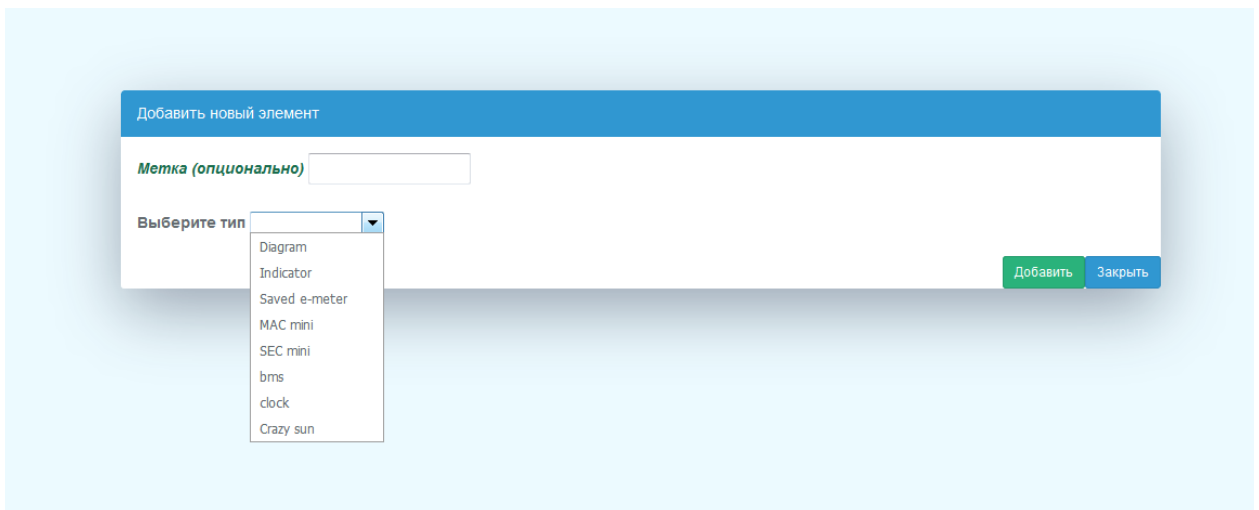 Добавить новый элемент
Метка (опционально)
Выберите тип
Diagram
Indicator
Saved e-meter
MAC mini
SEC mini
bms
clock
Crazy sun
Добавить Закрыть